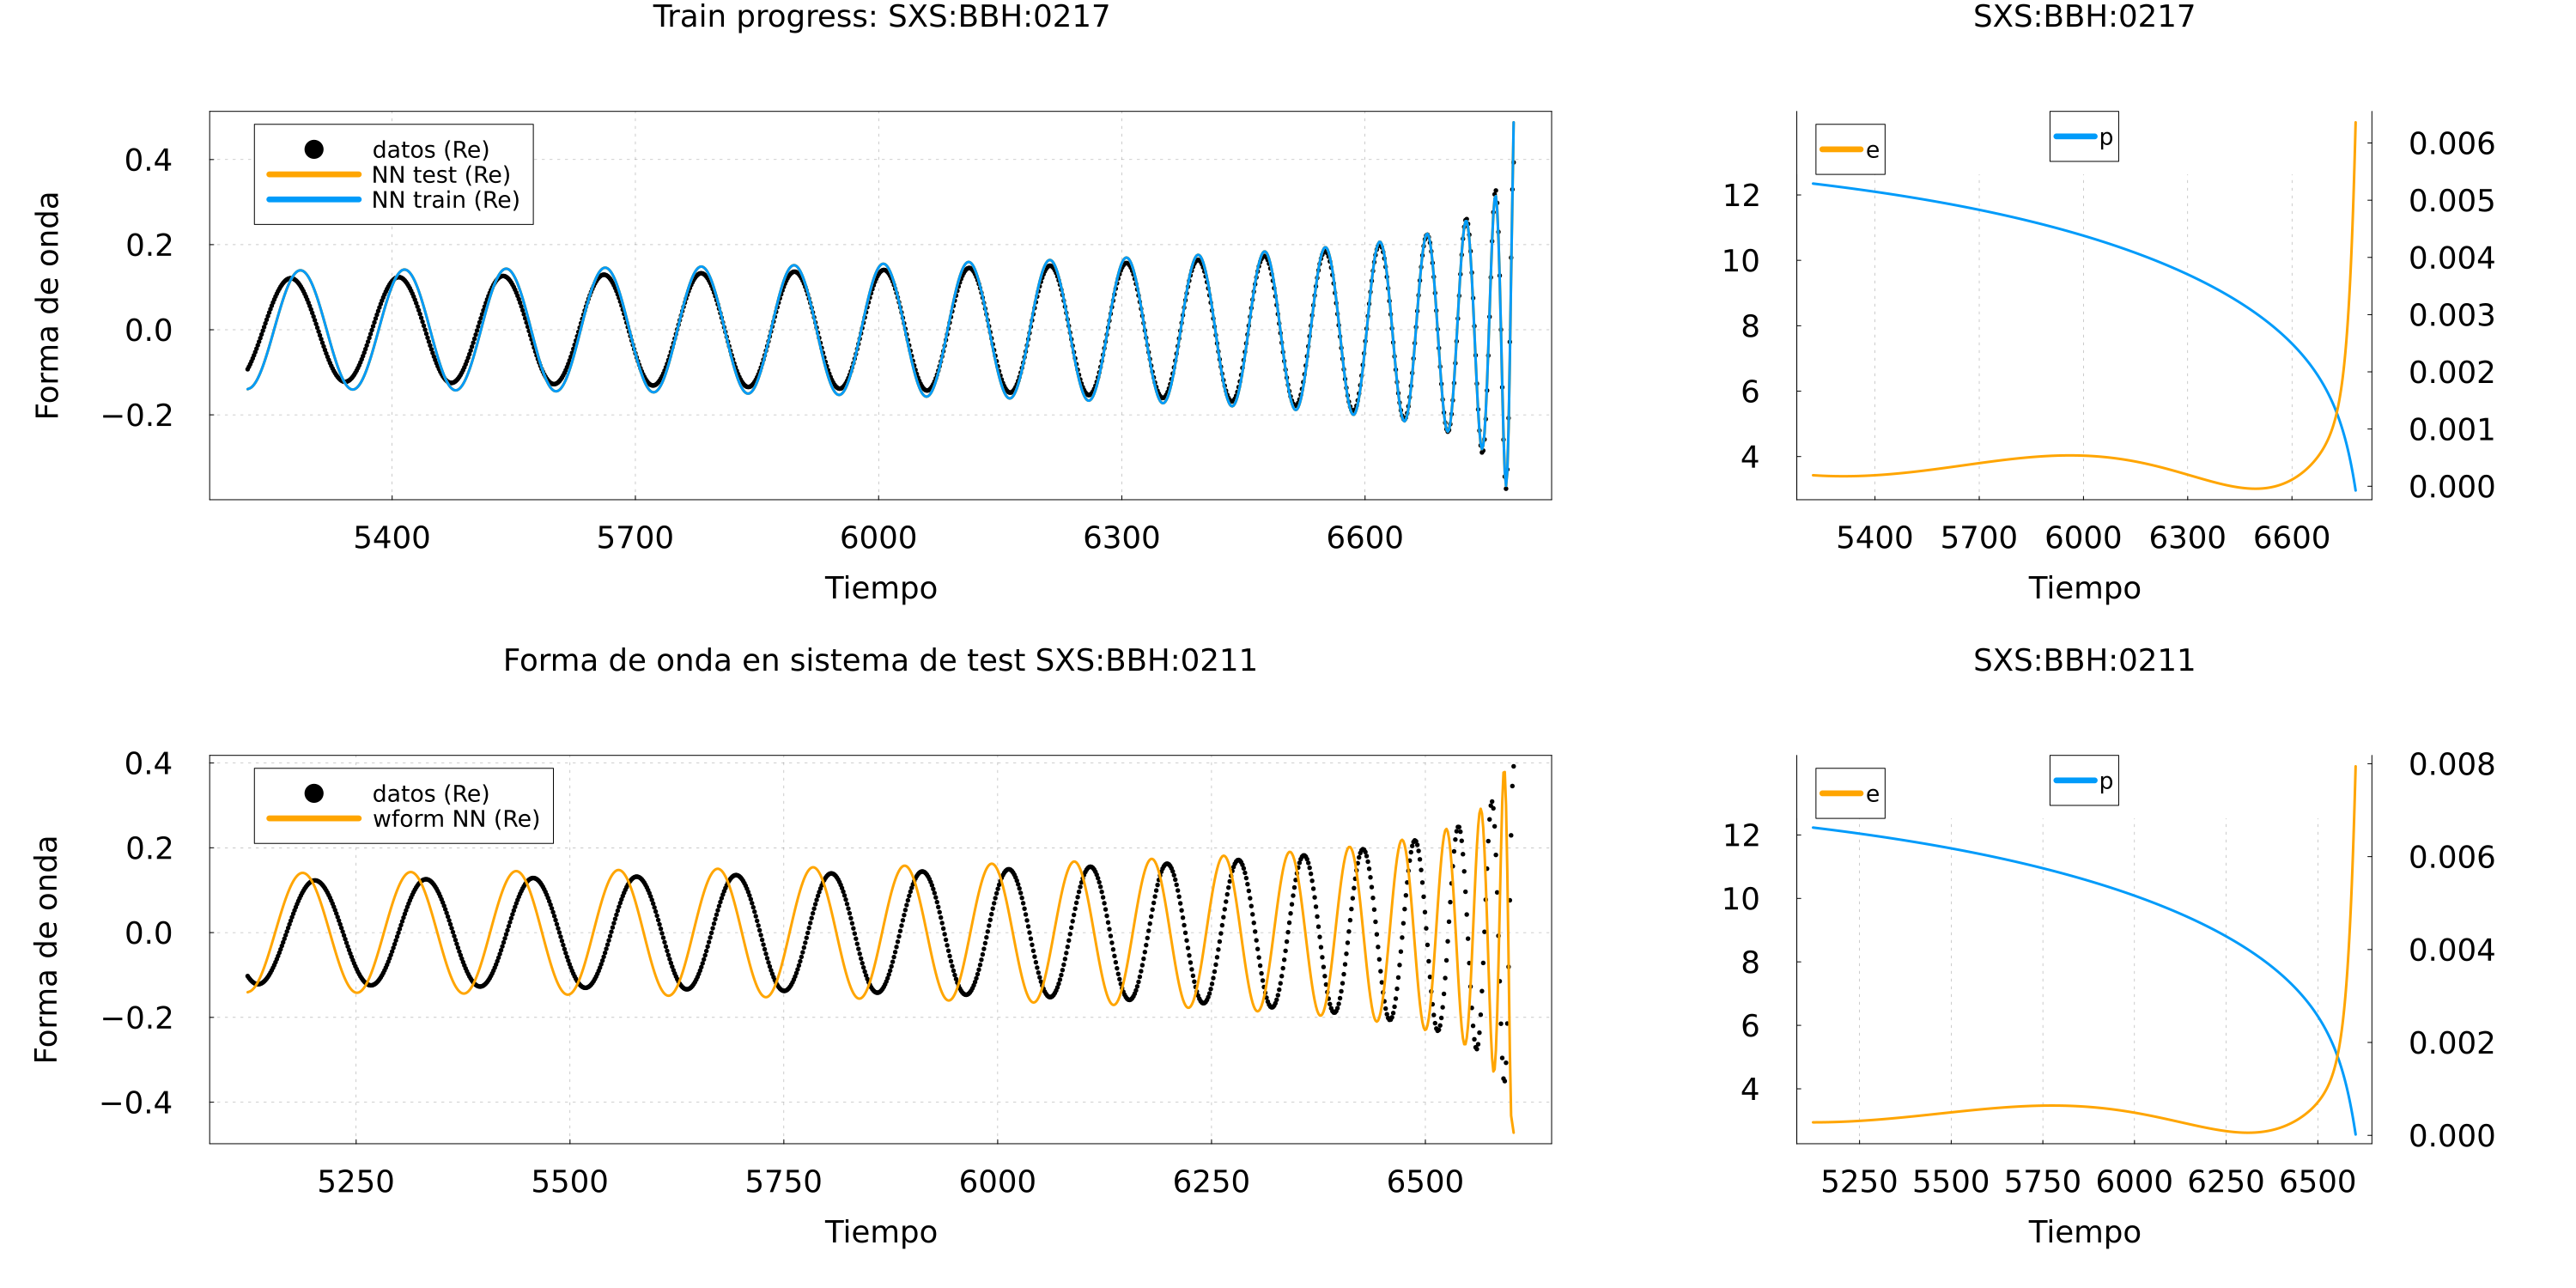 Train progress: SXS:BBH:0217
Forma de onda
0.4
0.2
0.0
−0.2
datos (Re)
NN test (Re)
NN train (Re)
5400 5700 6000 6300 6600
Tiempo
SXS:BBH:0217
12
10
8
6
4
e
p
0.006
0.005
0.004
0.003
0.002
0.001
0.000
5400 5700 6000 6300 6600
Tiempo
Forma de onda en sistema de test SXS:BBH:0211
Forma de onda
0.4
0.2
0.0
−0.2
−0.4
datos (Re)
wform NN (Re)
5250 5500 5750 6000 6250 6500
Tiempo
SXS:BBH:0211
12
10
8
6
4
e
p
0.008
0.006
0.004
0.002
0.000
5250 5500 5750 6000 6250 6500
Tiempo